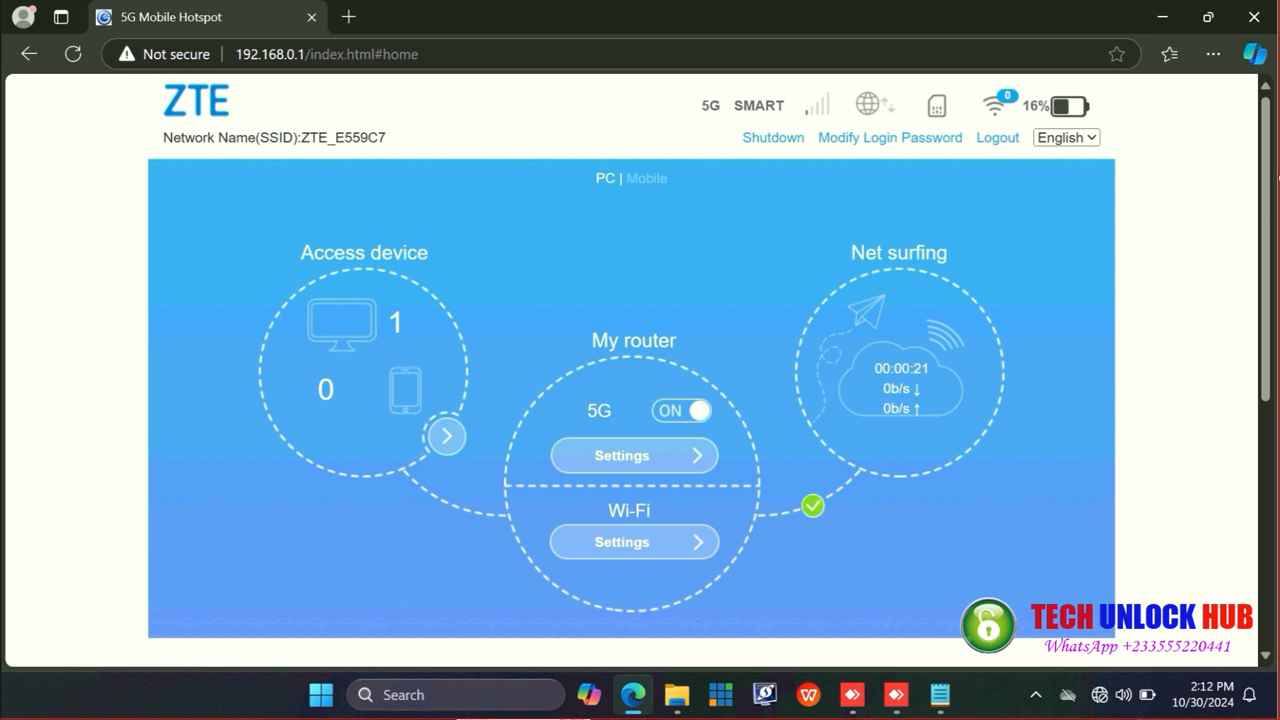 5G Mobile Hotspot
Not secure
192.168.0.1/index.html#home
ZTE
5G SMART
0
16%
Network Name(SSID):ZTE_E559C7
Shutdown Modify Login Password Logout English
PC | Mobile
Access device
1
0
My router
5G ON
Settings
Wi-Fi
Settings
Net surfing
00:00:21
0b/s ↓
0b/s ↑
TECH UNLOCK HUB
WhatsApp +233555220441
Search
2:12 PM
10/30/2024